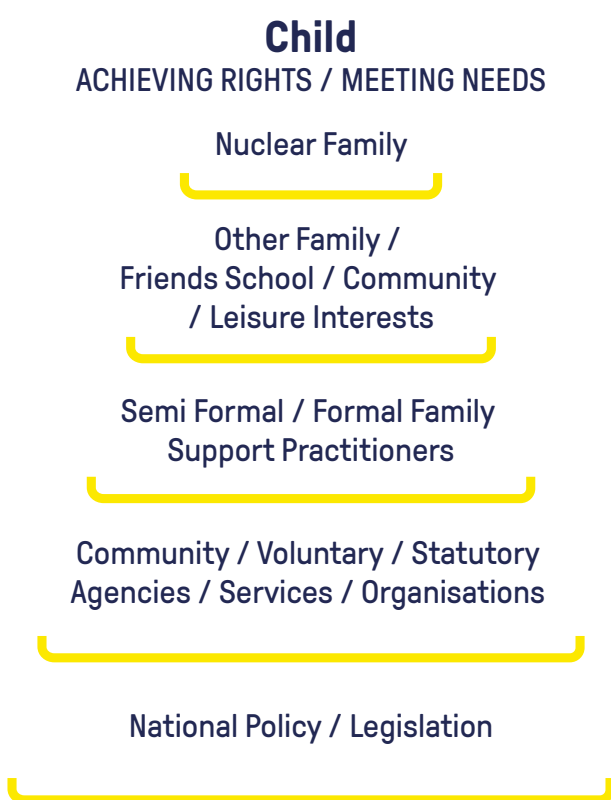 Child
ACHIEVING RIGHTS / MEETING NEEDS
Nuclear Family
Other Family /
Friends School / Community
/ Leisure Interests
Semi Formal / Formal Family
Support Practitioners
Community / Voluntary / Statutory
Agencies / Services / Organisations
National Policy / Legislation